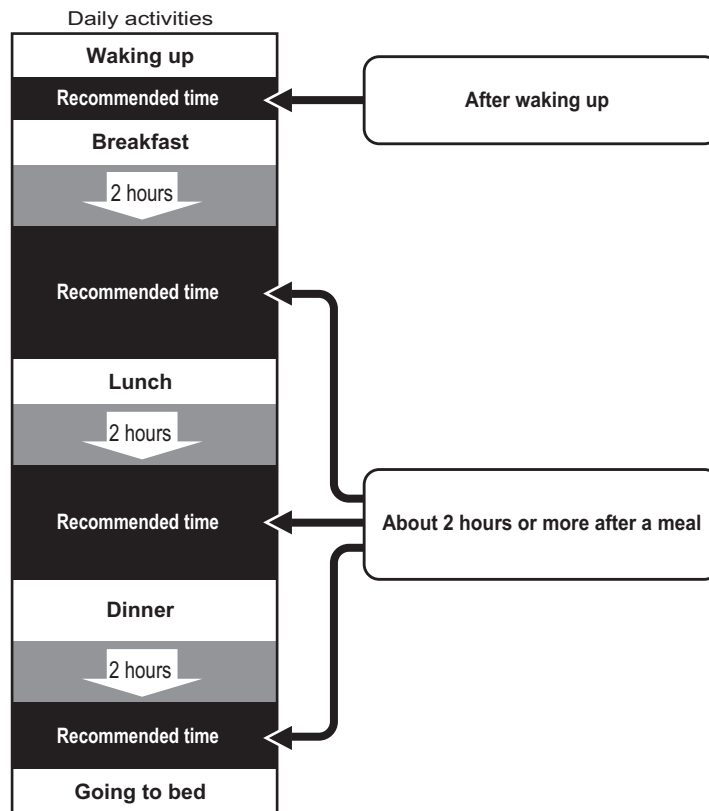 Daily activities
Waking up
Recommended time
After waking up
Breakfast
2 hours
Recommended time
Lunch
2 hours
Recommended time
About 2 hours or more after a meal
Dinner
2 hours
Recommended time
Going to bed